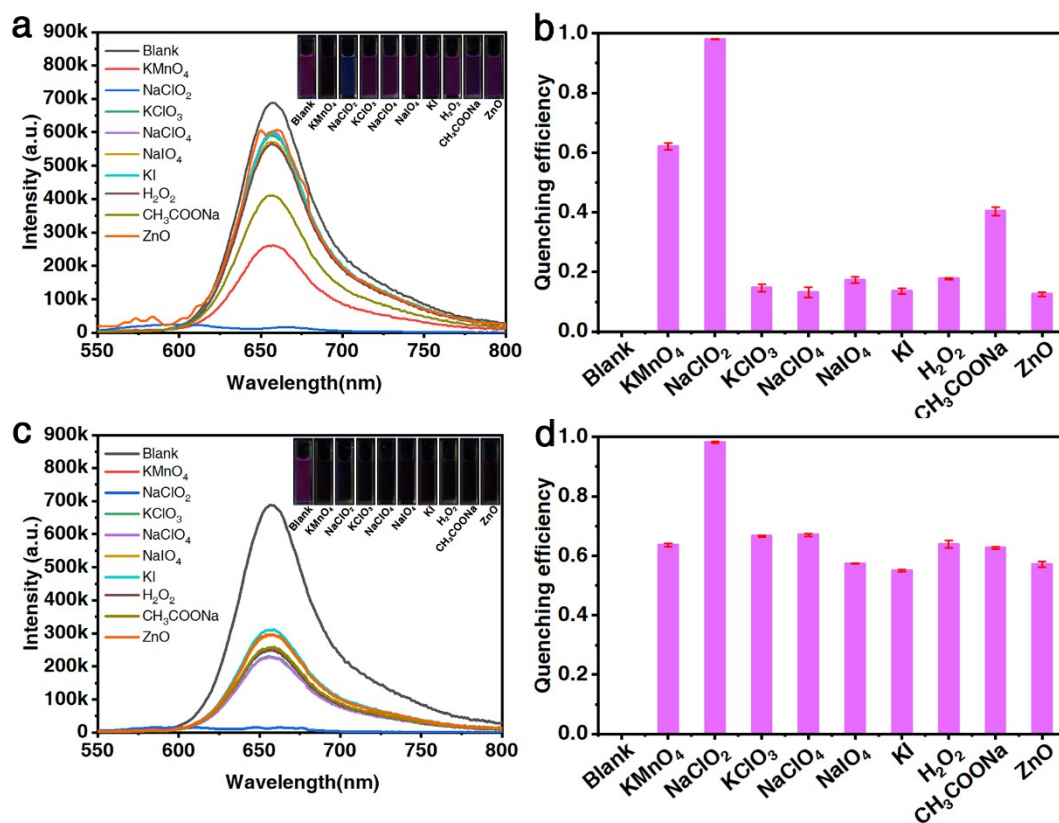 a
900k
800k
700k
600k
500k
400k
300k
200k
100k
0
Intensity (a.u.)
Blank
KMnO₄
NaClO₂
KClO₃
NaClO₄
NaIO₄
KI
H₂O₂
CH₃COONa
ZnO
Blank
KMnO₄
NaClO₂
KClO₃
NaClO₄
NaIO₄
KI
H₂O₂
CH₃COONa
ZnO
550 600 650 700 750 800
Wavelength(nm)
b
1.0
0.8
0.6
0.4
0.2
0.0
Quenching efficiency
Blank
KMnO₄
NaClO₂
KClO₃
NaClO₄
NaIO₄
KI
H₂O₂
CH₃COONa
ZnO
c
900k
800k
700k
600k
500k
400k
300k
200k
100k
0
Intensity (a.u.)
Blank
KMnO₄
NaClO₂
KClO₃
NaClO₄
NaIO₄
KI
H₂O₂
CH₃COONa
ZnO
Blank
KMnO₄
NaClO₂
KClO₃
NaClO₄
NaIO₄
KI
H₂O₂
CH₃COONa
ZnO
550 600 650 700 750 800
Wavelength(nm)
d
1.0
0.8
0.6
0.4
0.2
0.0
Quenching efficiency
Blank
KMnO₄
NaClO₂
KClO₃
NaClO₄
NaIO₄
KI
H₂O₂
CH₃COONa
ZnO